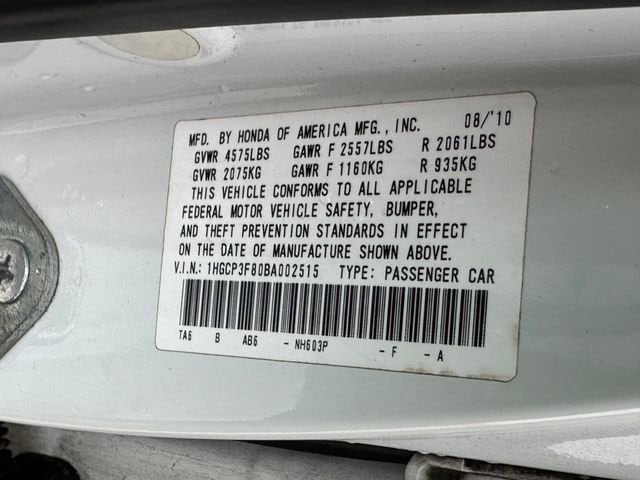 MFD. BY HONDA OF AMERICA MFG., INC. 08/'10
GVWR 4575LBS GAWR F 2557LBS R 2061LBS
GVWR 2075KG GAWR F 1160KG R 935KG
THIS VEHICLE CONFORMS TO ALL APPLICABLE
FEDERAL MOTOR VEHICLE SAFETY, BUMPER,
AND THEFT PREVENTION STANDARDS IN EFFECT
ON THE DATE OF MANUFACTURE SHOWN ABOVE.
V.I.N.: 1HGCP3F80BA002515 TYPE: PASSENGER CAR
TA6 B AB6 - NH603P - F - A